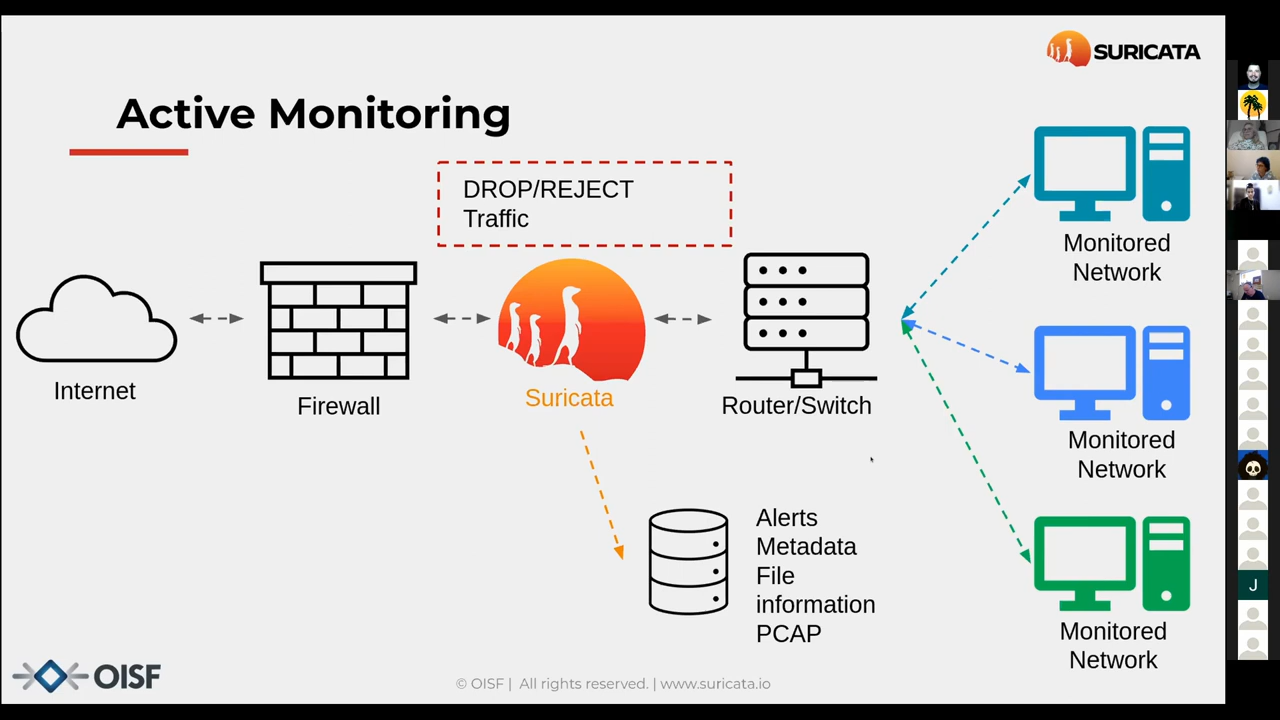 SURICATA
Active Monitoring
DROP/REJECT
Traffic
Internet
Firewall
Suricata
Router/Switch
Monitored
Network
Monitored
Network
Monitored
Network
Alerts
Metadata
File
information
PCAP
J
OISF
© OISF | All rights reserved. | www.suricata.io